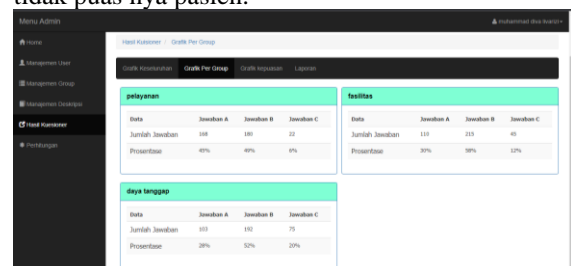 tidak puas nya pasien.
Menu Admin
muhammad diva ikvarizi
Home
Hasil Kuesioner / Grafik Per Group
Manajemen User
Grafik Keseluruhan Grafik Per Group Grafik kepuasan Laporan
Manajemen Group
Manajemen Deskripsi
Hasil Kuesioner
Perhitungan
pelayanan
Data Jawaban A Jawaban B Jawaban C
Jumlah Jawaban 168 180 22
Prosentase 45% 49% 6%
fasilitas
Data Jawaban A Jawaban B Jawaban C
Jumlah Jawaban 110 215 45
Prosentase 30% 58% 12%
daya tanggap
Data Jawaban A Jawaban B Jawaban C
Jumlah Jawaban 103 192 75
Prosentase 28% 52% 20%